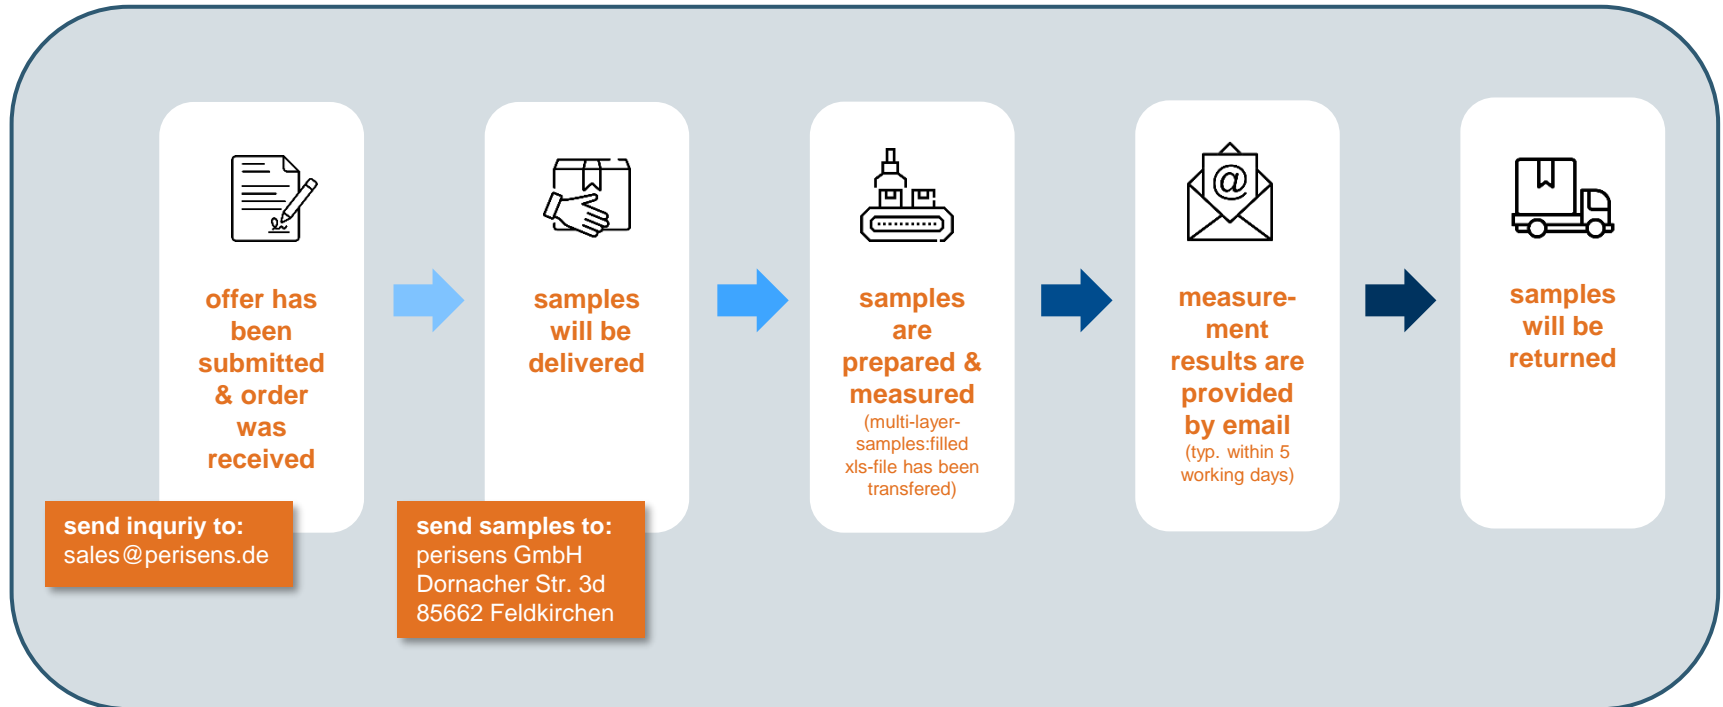 offer has
been
submitted
& order
was
received
send inquriy to:
sales@perisens.de
samples
will be
delivered
send samples to:
perisens GmbH
Dornacher Str. 3d
85662 Feldkirchen
samples
are
prepared &
measured
(multi-layer-
samples:filled
xls-file has been
transfered)
@
measure-
ment
results are
provided
by email
(typ. within 5
working days)
samples
will be
returned